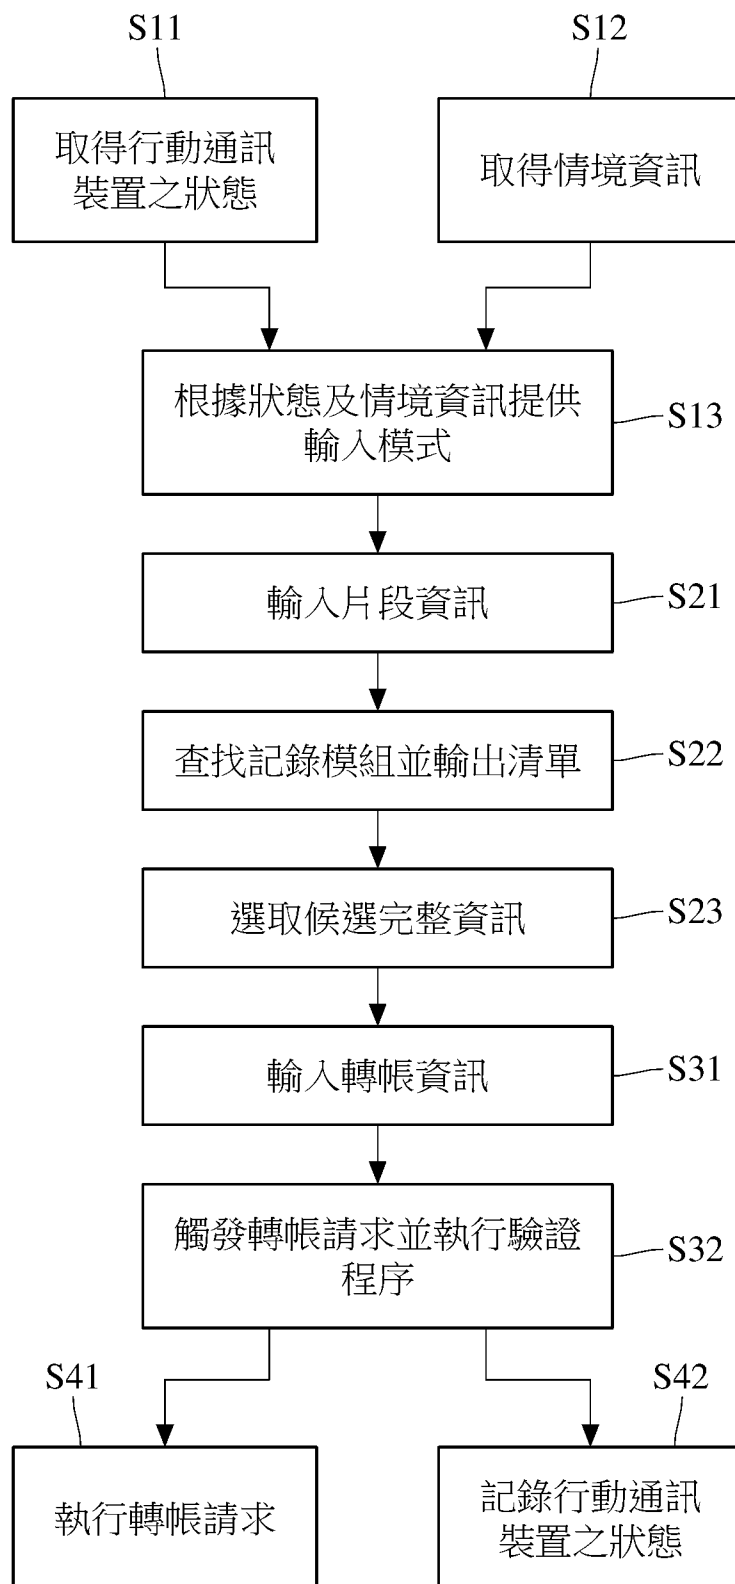 S11
S12
取得行動通訊
裝置之狀態
取得情境資訊
根據狀態及情境資訊提供
輸入模式
S13
輸入片段資訊
S21
查找記錄模組並輸出清單
S22
選取候選完整資訊
S23
輸入轉帳資訊
S31
觸發轉帳請求並執行驗證
程序
S32
S41
S42
執行轉帳請求
記錄行動通訊
裝置之狀態